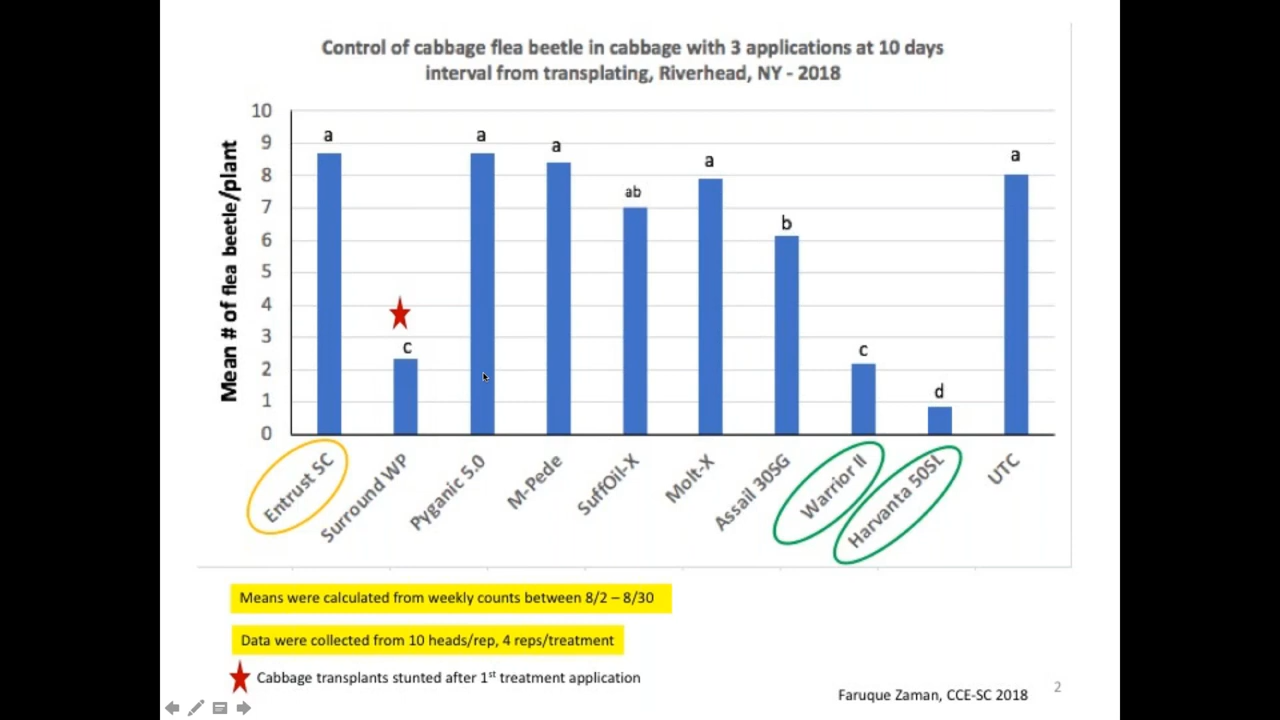 Control of cabbage flea beetle in cabbage with 3 applications at 10 days
interval from transplating, Riverhead, NY - 2018
Mean # of flea beetle/plant
10
9
8
7
6
5
4
3
2
1
0
a
c
a
a
ab
a
b
c
d
a
Entrust SC
Surround WP
Pyganic 5.0
M-Pede
SuffOil-X
Molt-X
Assail 30SG
Warrior II
Harvanta 50SL
UTC
Means were calculated from weekly counts between 8/2 – 8/30
Data were collected from 10 heads/rep, 4 reps/treatment
Cabbage transplants stunted after 1st treatment application
Faruque Zaman, CCE-SC 2018
2